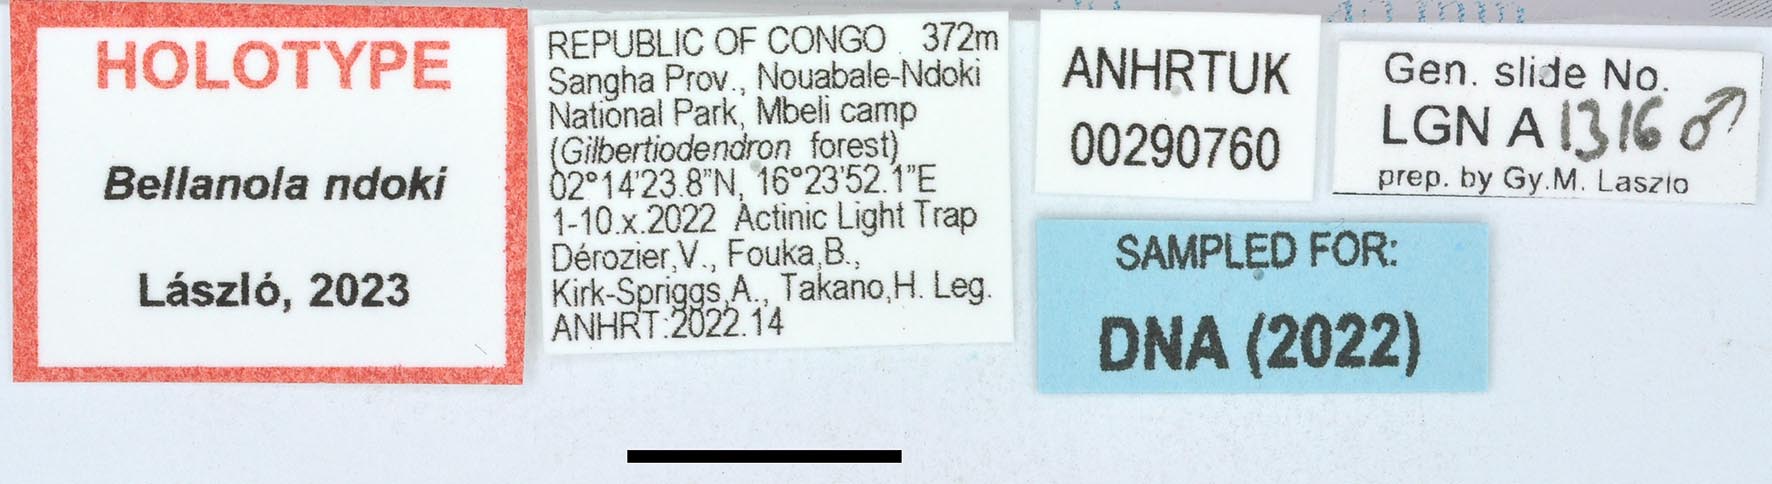 HOLOTYPE
Bellanola ndoki
László, 2023
REPUBLIC OF CONGO 372m
Sangha Prov., Nouabale-Ndoki
National Park, Mbeli camp
(Gilbertiodendron forest)
02°14'23.8"N, 16°23'52.1"E
1-10.x.2022 Actinic Light Trap
Dérozier,V., Fouka,B.,
Kirk-Spriggs,A., Takano,H. Leg.
ANHRT:2022.14
ANHRTUK
00290760
Gen. slide No.
LGN A 1316 ♂
prep. by Gy.M. Laszlo
SAMPLED FOR:
DNA (2022)